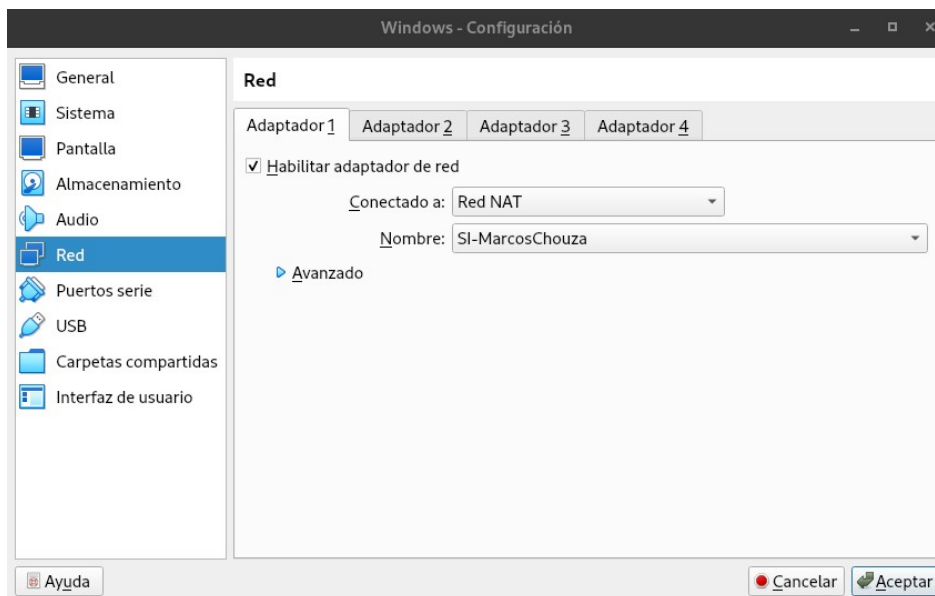 Windows - Configuración
General
Sistema
Pantalla
Almacenamiento
Audio
Red
Puertos serie
USB
Carpetas compartidas
Interfaz de usuario
Red
Adaptador 1 Adaptador 2 Adaptador 3 Adaptador 4
Habilitar adaptador de red
Conectado a: Red NAT
Nombre: SI-MarcosChouza
Avanzado
Ayuda Cancelar Aceptar